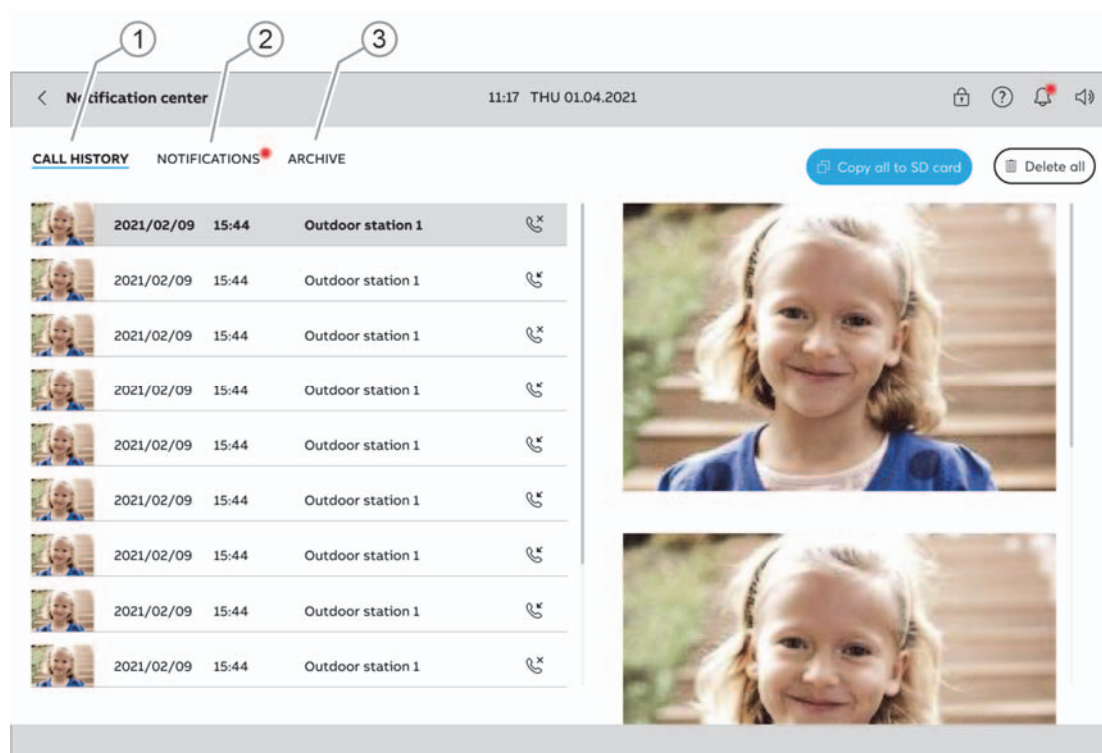 1 2 3
Notification center 11:17 THU 01.04.2021
CALL HISTORY NOTIFICATIONS ARCHIVE Copy all to SD card Delete all
2021/02/09 15:44 Outdoor station 1
2021/02/09 15:44 Outdoor station 1
2021/02/09 15:44 Outdoor station 1
2021/02/09 15:44 Outdoor station 1
2021/02/09 15:44 Outdoor station 1
2021/02/09 15:44 Outdoor station 1
2021/02/09 15:44 Outdoor station 1
2021/02/09 15:44 Outdoor station 1
2021/02/09 15:44 Outdoor station 1